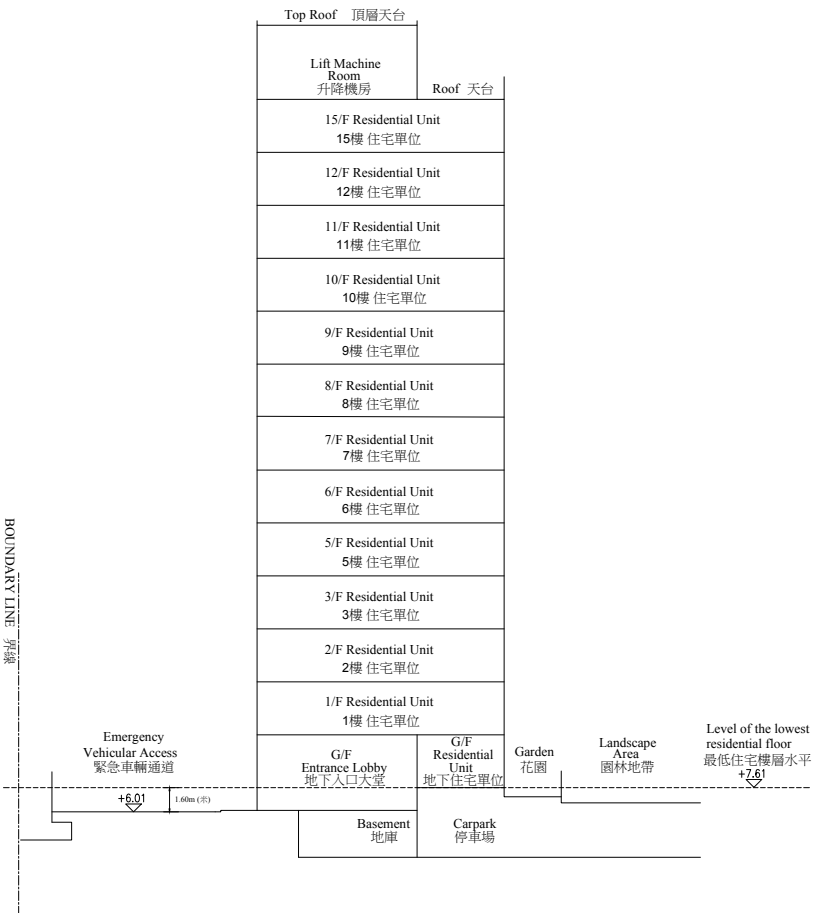 Top Roof 頂層天台
Lift Machine
Room
升降機房
Roof 天台
15/F Residential Unit
15樓 住宅單位
12/F Residential Unit
12樓 住宅單位
11/F Residential Unit
11樓 住宅單位
10/F Residential Unit
10樓 住宅單位
9/F Residential Unit
9樓 住宅單位
8/F Residential Unit
8樓 住宅單位
7/F Residential Unit
7樓 住宅單位
6/F Residential Unit
6樓 住宅單位
5/F Residential Unit
5樓 住宅單位
3/F Residential Unit
3樓 住宅單位
2/F Residential Unit
2樓 住宅單位
1/F Residential Unit
1樓 住宅單位
BOUNDARY LINE 界線
Emergency
Vehicular Access
緊急車輛通道
+6.01
1.60m (米)
G/F
Entrance Lobby
地下入口大堂
G/F
Residential
Unit
地下住宅單位
Garden
花園
Landscape
Area
園林地帶
Level of the lowest
residential floor
最低住宅樓層水平
+7.61
Basement
地庫
Carpark
停車場